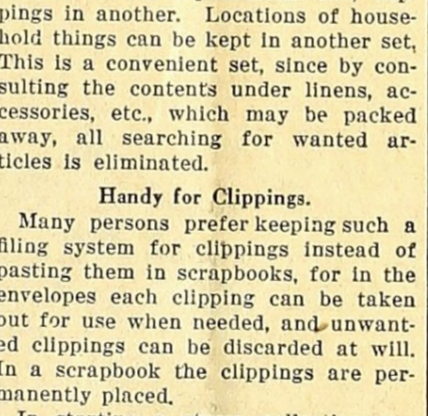 pings in another. Locations of house-
hold things can be kept in another set,
This is a convenient set, since by con-
sulting the contents under linens, ac-
cessories, etc., which may be packed
away, all searching for wanted ar-
ticles is eliminated.
Handy for Clippings.
Many persons prefer keeping such a
filing system for clippings instead of
pasting them in scrapbooks, for in the
envelopes each clipping can be taken
out for use when needed, and unwant-
ed clippings can be discarded at will.
In a scrapbook the clippings are per-
manently placed.